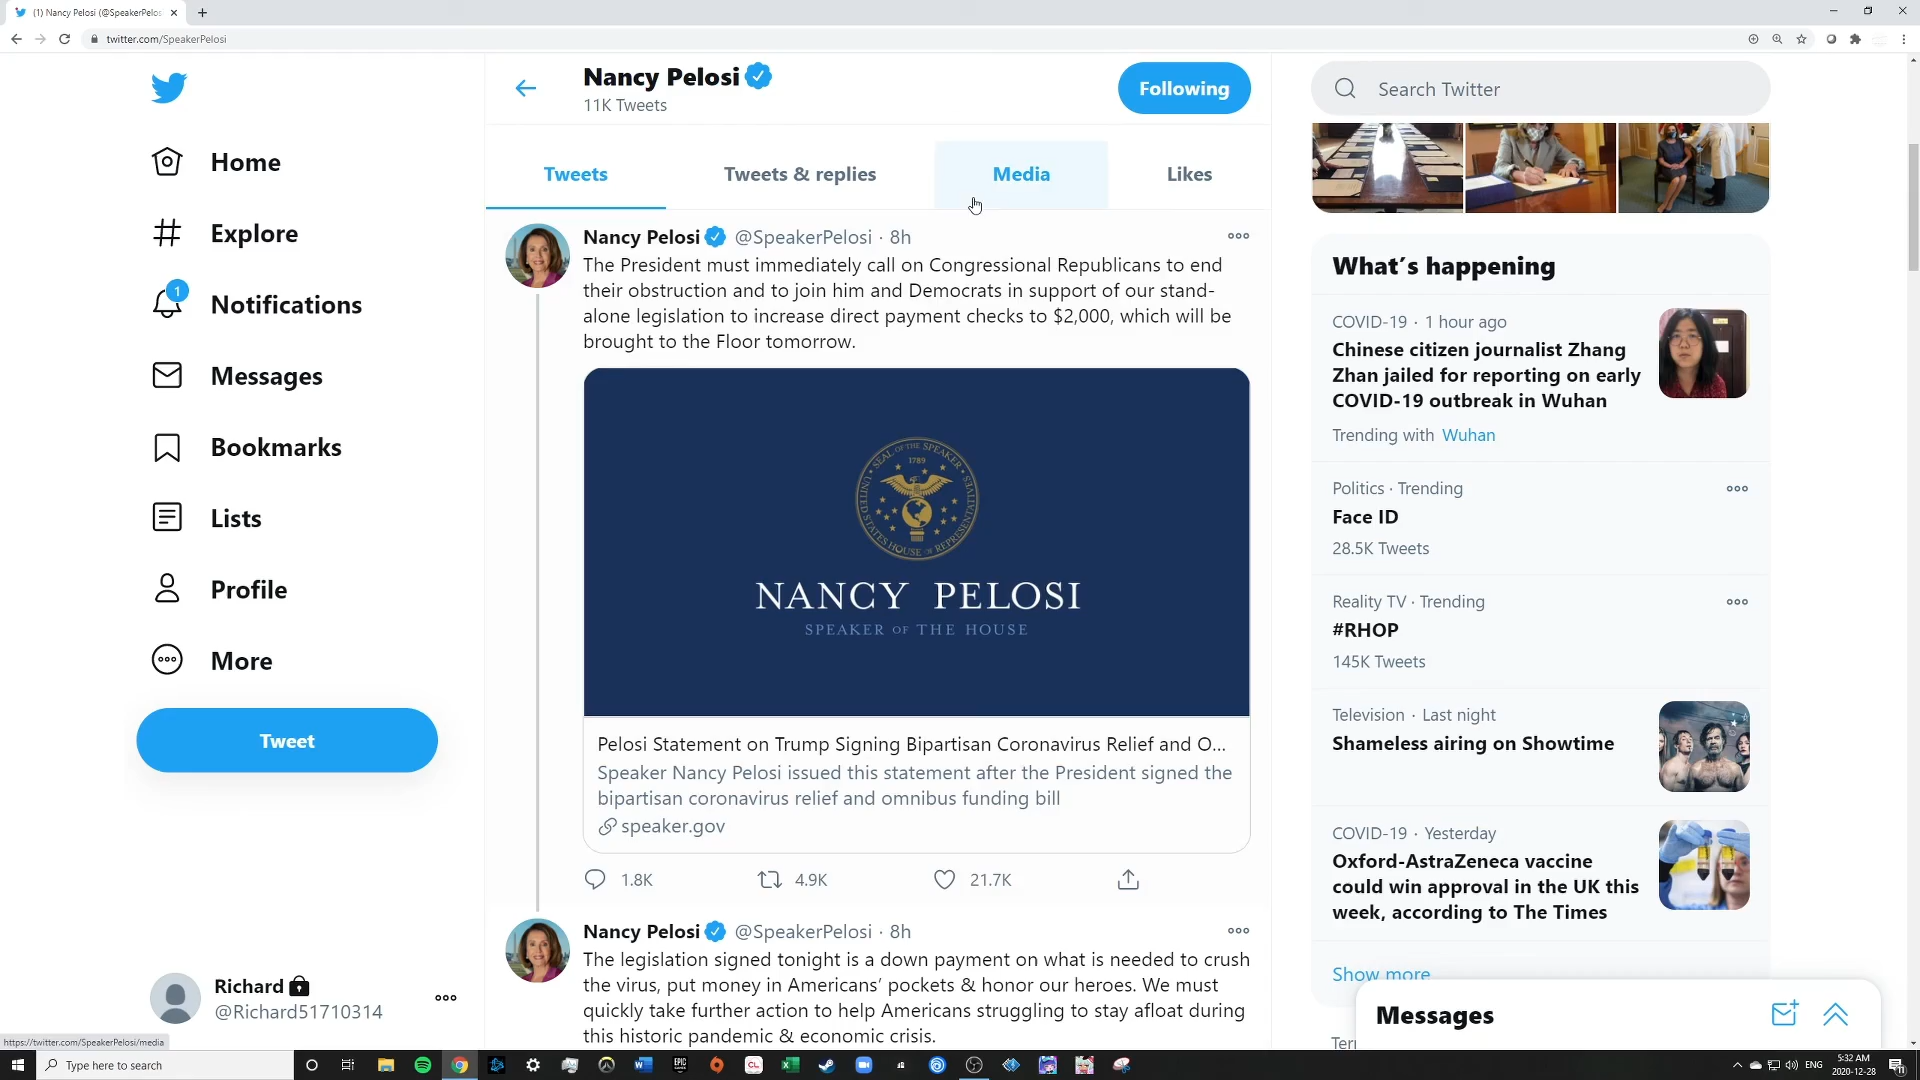 (1) Nancy Pelosi (@SpeakerPelos
twitter.com/SpeakerPelosi
Home
Explore
1
Notifications
Messages
Bookmarks
Lists
Profile
More
Tweet
Richard
@Richard51710314
https://twitter.com/SpeakerPelosi/media
Nancy Pelosi
11K Tweets
Following
Tweets
Tweets & replies
Media
Likes
Nancy Pelosi @SpeakerPelosi · 8h
The President must immediately call on Congressional Republicans to end
their obstruction and to join him and Democrats in support of our stand-
alone legislation to increase direct payment checks to $2,000, which will be
brought to the Floor tomorrow.
SEAL OF THE SPEAKER
1789
UNITED STATES HOUSE OF REPRESENTATIVES
NANCY PELOSI
SPEAKER OF THE HOUSE
Pelosi Statement on Trump Signing Bipartisan Coronavirus Relief and O...
Speaker Nancy Pelosi issued this statement after the President signed the
bipartisan coronavirus relief and omnibus funding bill
speaker.gov
1.8K
4.9K
21.7K
Nancy Pelosi @SpeakerPelosi · 8h
The legislation signed tonight is a down payment on what is needed to crush
the virus, put money in Americans' pockets & honor our heroes. We must
quickly take further action to help Americans struggling to stay afloat during
this historic pandemic & economic crisis.
Search Twitter
What's happening
COVID-19 · 1 hour ago
Chinese citizen journalist Zhang
Zhan jailed for reporting on early
COVID-19 outbreak in Wuhan
Trending with Wuhan
Politics · Trending
Face ID
28.5K Tweets
Reality TV · Trending
#RHOP
145K Tweets
Television · Last night
Shameless airing on Showtime
COVID-19 · Yesterday
Oxford-AstraZeneca vaccine
could win approval in the UK this
week, according to The Times
Show more
Messages
Type here to search
ENG
5:32 AM
2020-12-28